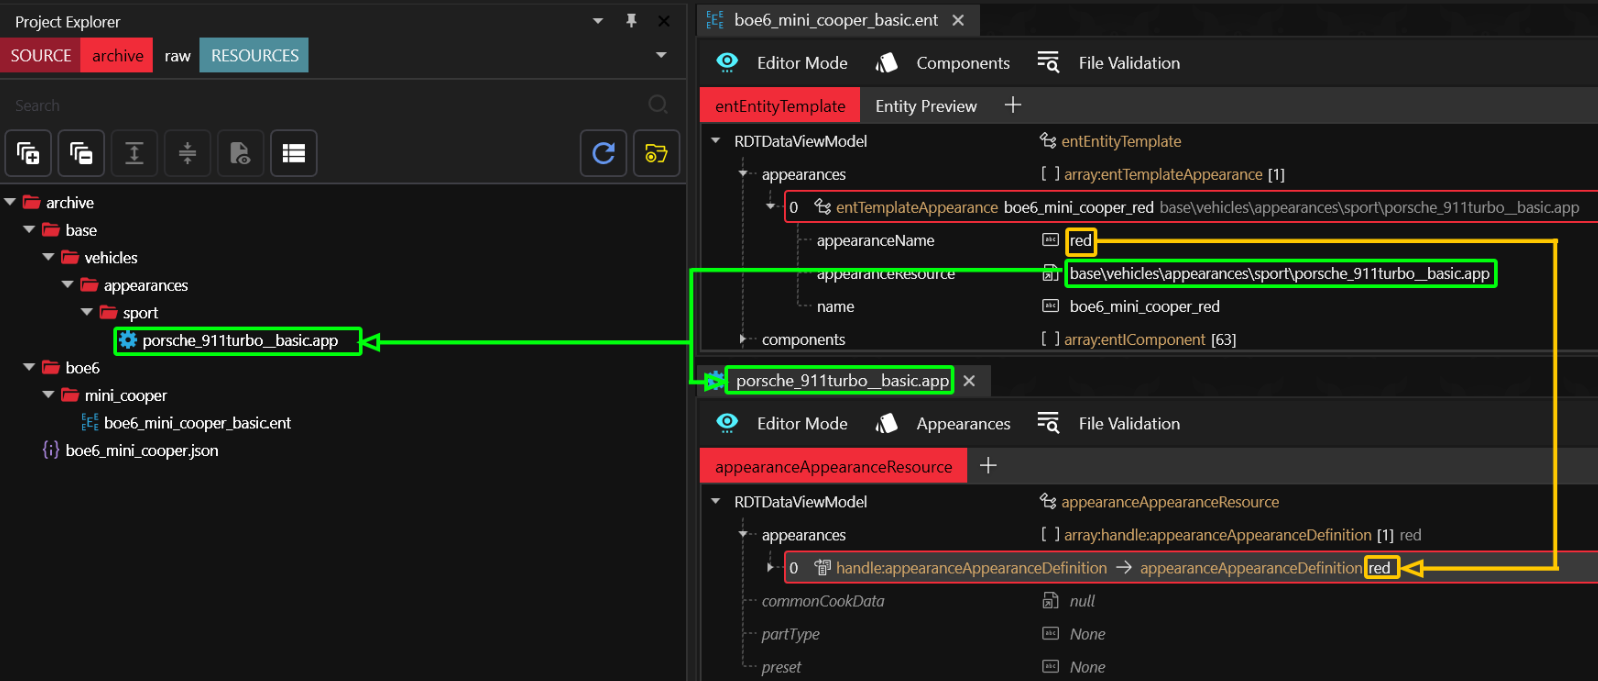 Project Explorer
SOURCE archive raw RESOURCES
Search
archive
base
vehicles
appearances
sport
porsche_911turbo__basic.app
boe6
mini_cooper
boe6_mini_cooper_basic.ent
boe6_mini_cooper.json
boe6_mini_cooper_basic.ent
Editor Mode Components File Validation
entEntityTemplate Entity Preview
RDTDataViewModel entEntityTemplate
appearances [ ] array:entTemplateAppearance [1]
0 entTemplateAppearance boe6_mini_cooper_red base\vehicles\appearances\sport\porsche_911turbo__basic.app
appearanceName abc red
appearanceResource base\vehicles\appearances\sport\porsche_911turbo__basic.app
name abc boe6_mini_cooper_red
components [ ] array:entIComponent [63]
porsche_911turbo__basic.app
Editor Mode Appearances File Validation
appearanceAppearanceResource
RDTDataViewModel appearanceAppearanceResource
appearances [ ] array:handle:appearanceAppearanceDefinition [1] red
0 handle:appearanceAppearanceDefinition → appearanceAppearanceDefinition red
commonCookData null
partType abc None
preset abc None